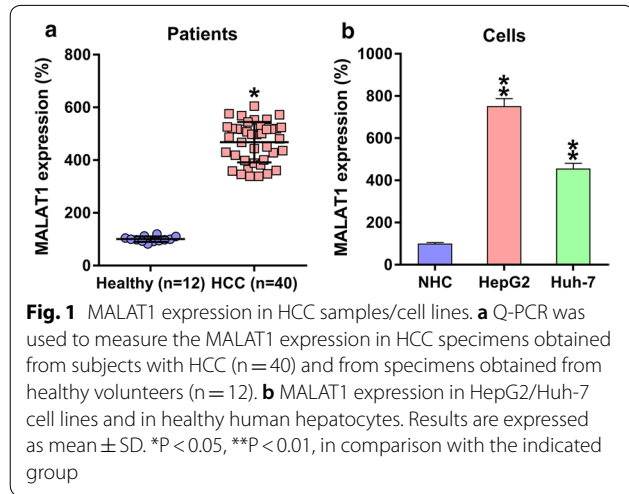 a
Patients
MALAT1 expression (%)
800
600
400
200
0
*
Healthy (n=12) HCC (n=40)
b
Cells
MALAT1 expression (%)
1000
800
600
400
200
0
**
**
NHC HepG2 Huh-7
Fig. 1 MALAT1 expression in HCC samples/cell lines. a Q-PCR was
used to measure the MALAT1 expression in HCC specimens obtained
from subjects with HCC (n = 40) and from specimens obtained from
healthy volunteers (n = 12). b MALAT1 expression in HepG2/Huh-7
cell lines and in healthy human hepatocytes. Results are expressed
as mean ± SD. *P < 0.05, **P < 0.01, in comparison with the indicated
group